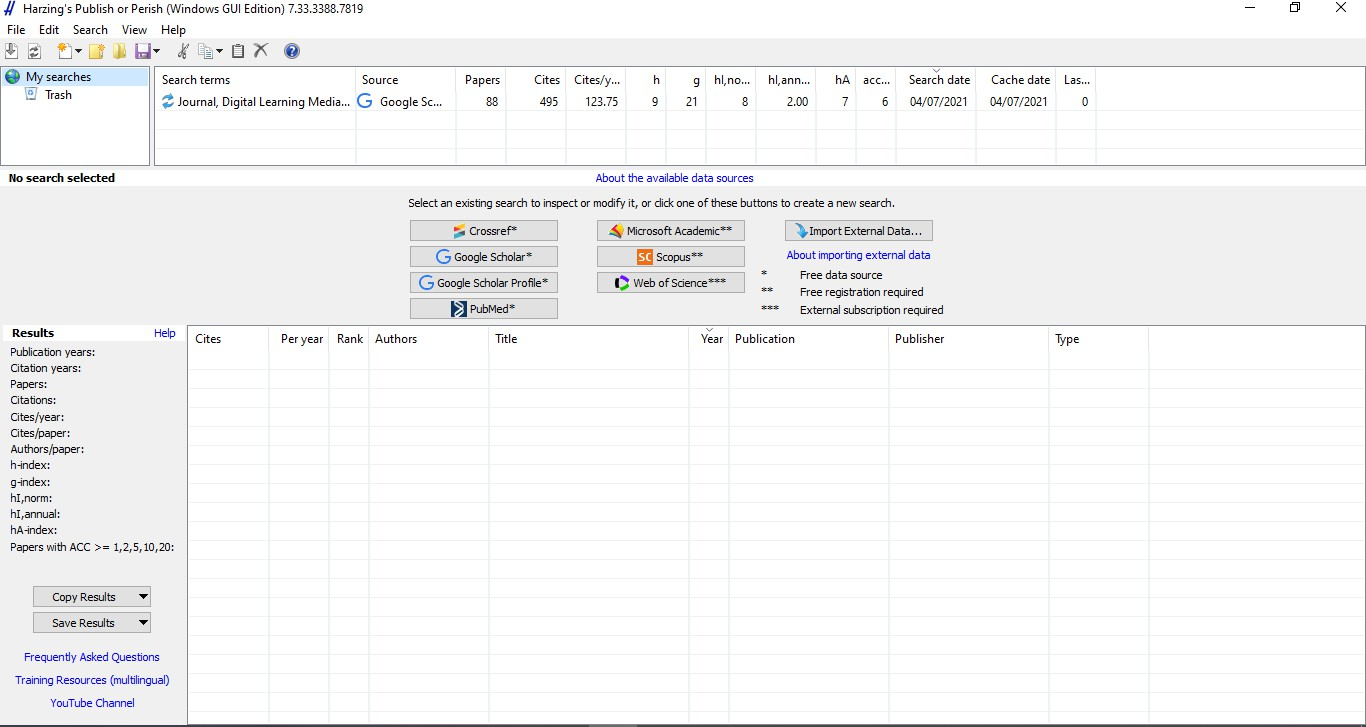 Harzing's Publish or Perish (Windows GUI Edition) 7.33.3388.7819
File Edit Search View Help
My searches
Trash
Search terms Source Papers Cites Cites/y... h g hI,no... hI,ann... hA acc... Search date Cache date Las...
Journal, Digital Learning Media... Google Sc... 88 495 123.75 9 21 8 2.00 7 6 04/07/2021 04/07/2021 0
No search selected
About the available data sources
Select an existing search to inspect or modify it, or click one of these buttons to create a new search.
Crossref* Microsoft Academic** Import External Data...
Google Scholar* SC Scopus** About importing external data
Google Scholar Profile* Web of Science*** * Free data source
** Free registration required
PubMed* *** External subscription required
Results Help
Cites Per year Rank Authors Title Year Publication Publisher Type
Publication years:
Citation years:
Papers:
Citations:
Cites/year:
Cites/paper:
Authors/paper:
h-index:
g-index:
hI,norm:
hI,annual:
hA-index:
Papers with ACC >= 1,2,5,10,20:
Copy Results
Save Results
Frequently Asked Questions
Training Resources (multilingual)
YouTube Channel